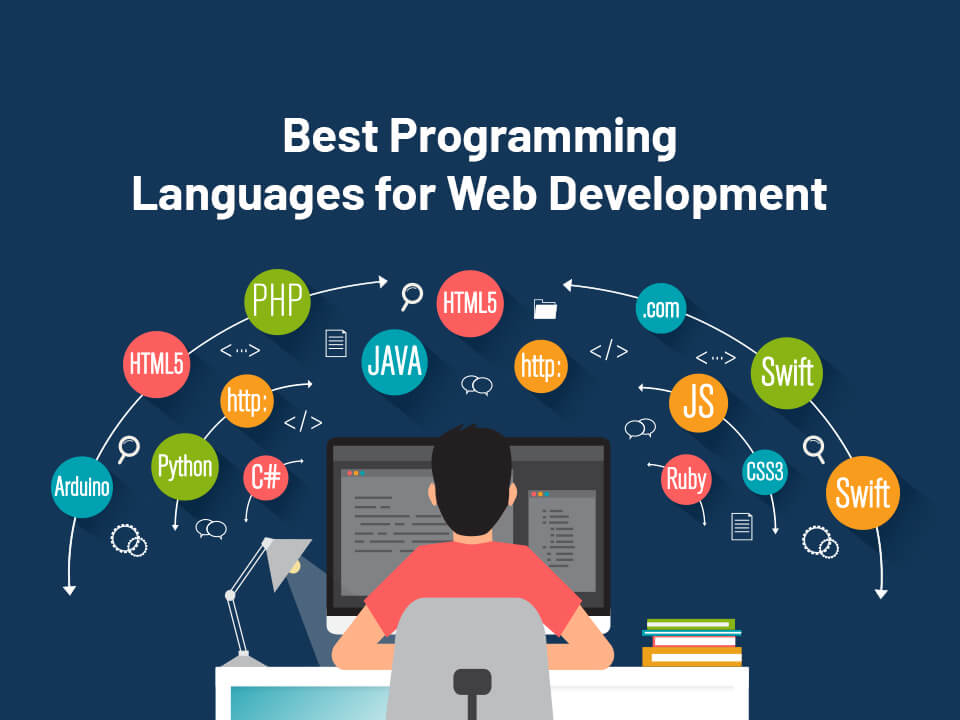 Best Programming
Languages for Web Development
PHP
HTML5
.com
HTML5
JAVA
http:
Swift
http:
JS
Python
C#
Ruby
CSS3
Arduino
Swift